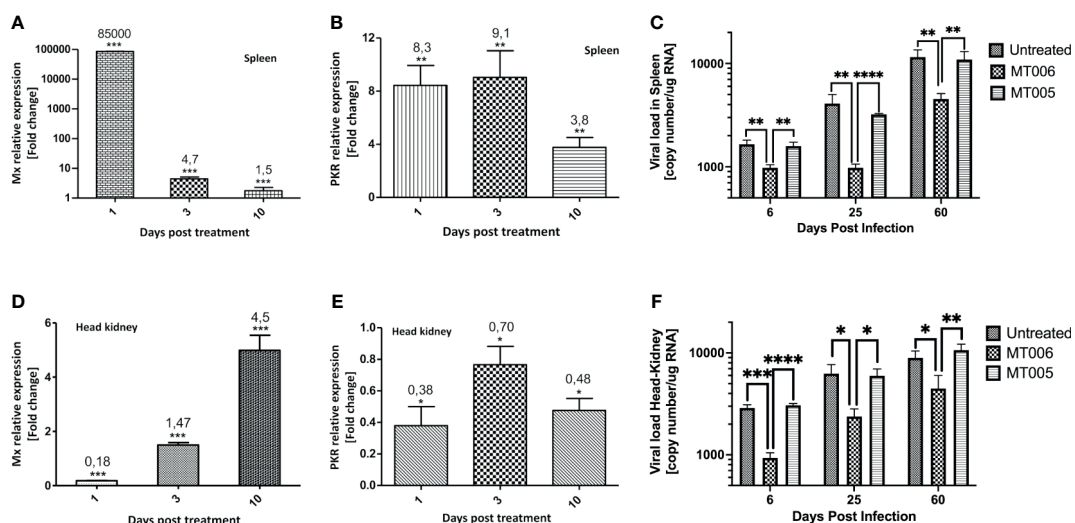 A
85000
***
Spleen
4,7
***
1,5
***
100000
10000
1000
100
10
1
Mx relative expression
[Fold change]
1
3
10
Days post treatment
B
8,3
**
9,1
**
Spleen
3,8
**
12
8
4
0
PKR relative expression
[Fold change]
1
3
10
Days post treatment
C
** **
** ****
** **
10000
1000
Viral load in Spleen
[copy number/ug RNA]
6
25
60
Days Post Infection
Untreated
MT006
MT005
D
Head kidney
4,5
***
1,47
***
0,18
***
6
4
2
0
Mx relative expression
[Fold change]
1
3
10
Days post treatment
E
Head kidney
0,70
*
0,38
*
0,48
*
1.0
0.8
0.6
0.4
0.2
0.0
PKR relative expression
[Fold change]
1
3
10
Days post treatment
F
*** ****
* *
* **
10000
1000
Viral load Head-Kidney
[copy number/ug RNA]
6
25
60
Days Post Infection
Untreated
MT006
MT005